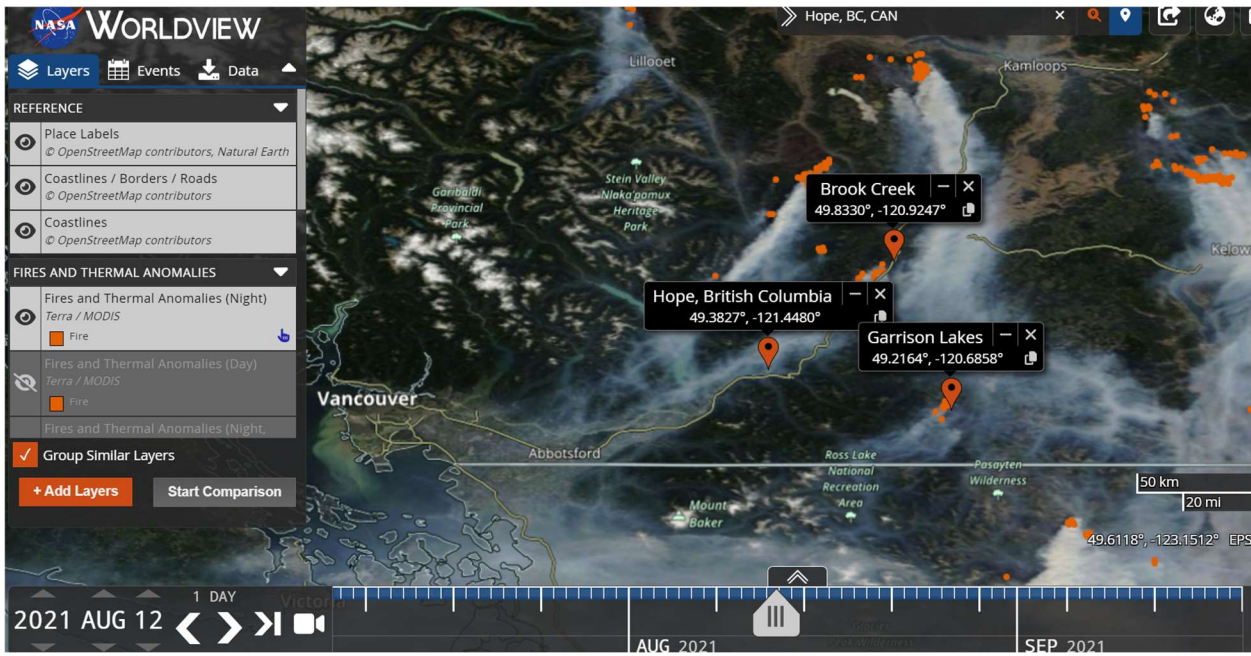 NASA WORLDVIEW
Layers Events Data
REFERENCE
Place Labels
© OpenStreetMap contributors, Natural Earth
Coastlines / Borders / Roads
© OpenStreetMap contributors
Coastlines
© OpenStreetMap contributors
FIRES AND THERMAL ANOMALIES
Fires and Thermal Anomalies (Night)
Terra / MODIS
Fire
Fires and Thermal Anomalies (Day)
Terra / MODIS
Fire
Fires and Thermal Anomalies (Night,
✓ Group Similar Layers
+ Add Layers Start Comparison
Hope, BC, CAN
Lillooet
Kamloops
Garibaldi
Provincial
Park
Stein Valley
Nlaka'pamux
Heritage
Park
Brook Creek
49.8330°, -120.9247°
Kelow
Hope, British Columbia
49.3827°, -121.4480°
Garrison Lakes
49.2164°, -120.6858°
Vancouver
Abbotsford
Ross Lake
National
Recreation
Area
Pasayten
Wilderness
Mount
Baker
50 km
20 mi
49.6118°, -123.1512° EPS
Victoria
1 DAY
2021 AUG 12
AUG 2021
SEP 2021